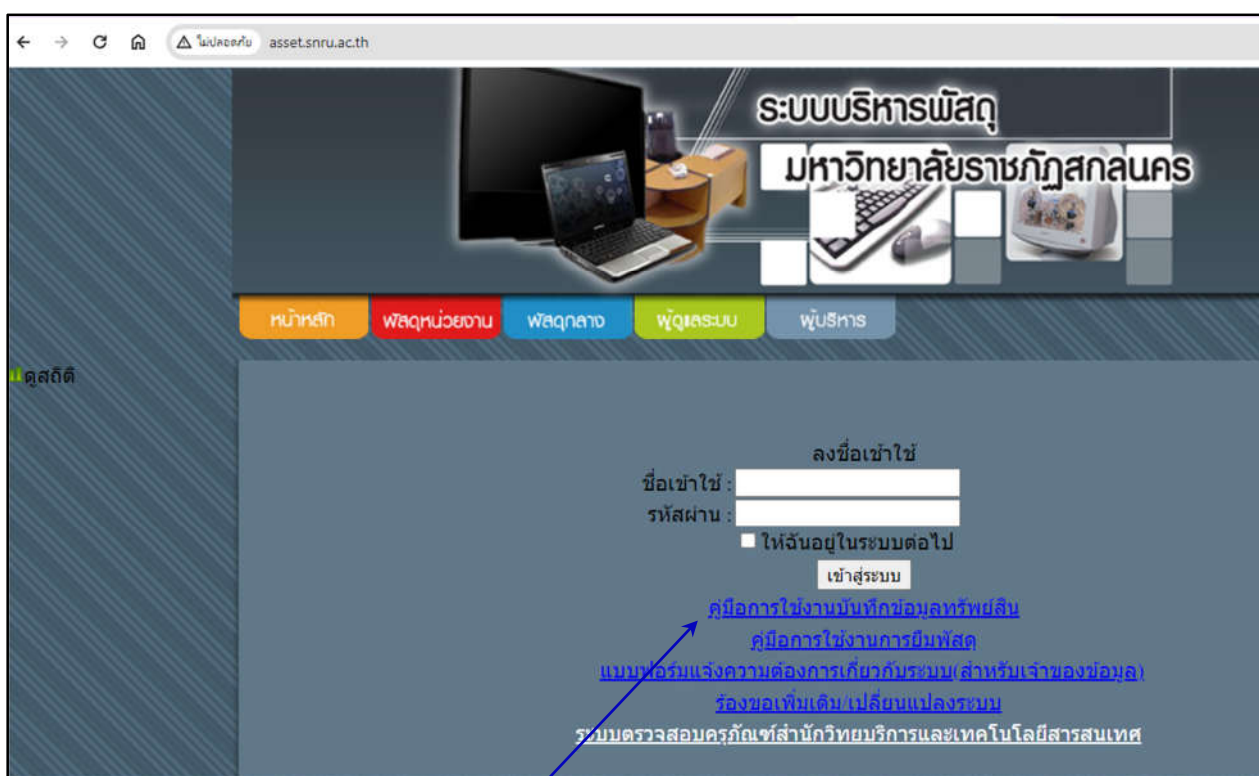 ไม่ปลอดภัย asset.snru.ac.th
ระบบบริหารพัสดุ
มหาวิทยาลัยราชภัฏสกลนคร
หน้าหลัก พัสดุหน่วยงาน พัสดุกลาง ผู้ดูแลระบบ ผู้บริหาร
ดูสถิติ
ลงชื่อเข้าใช้
ชื่อเข้าใช้ :
รหัสผ่าน :
ให้ฉันอยู่ในระบบต่อไป
เข้าสู่ระบบ
คู่มือการใช้งานบันทึกข้อมูลทรัพย์สิน
คู่มือการใช้งานการยืมพัสดุ
แบบฟอร์มแจ้งความต้องการเกี่ยวกับระบบ(สำหรับเจ้าของข้อมูล)
ร้องขอเพิ่มเติม/เปลี่ยนแปลงระบบ
ระบบตรวจสอบครุภัณฑ์สำนักวิทยบริการและเทคโนโลยีสารสนเทศ